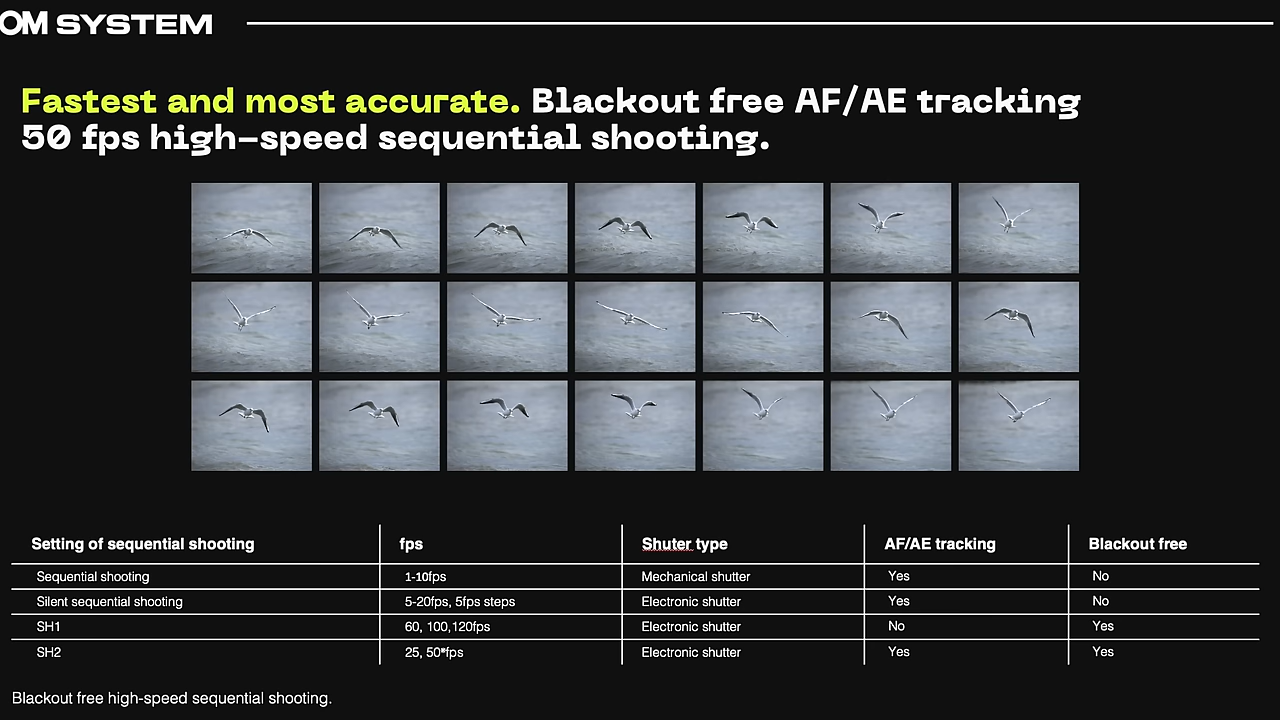 OM SYSTEM
Fastest and most accurate. Blackout free AF/AE tracking
50 fps high-speed sequential shooting.
Setting of sequential shooting fps Shuter type AF/AE tracking Blackout free
Sequential shooting 1-10fps Mechanical shutter Yes No
Silent sequential shooting 5-20fps, 5fps steps Electronic shutter Yes No
SH1 60, 100,120fps Electronic shutter No Yes
SH2 25, 50*fps Electronic shutter Yes Yes
Blackout free high-speed sequential shooting.